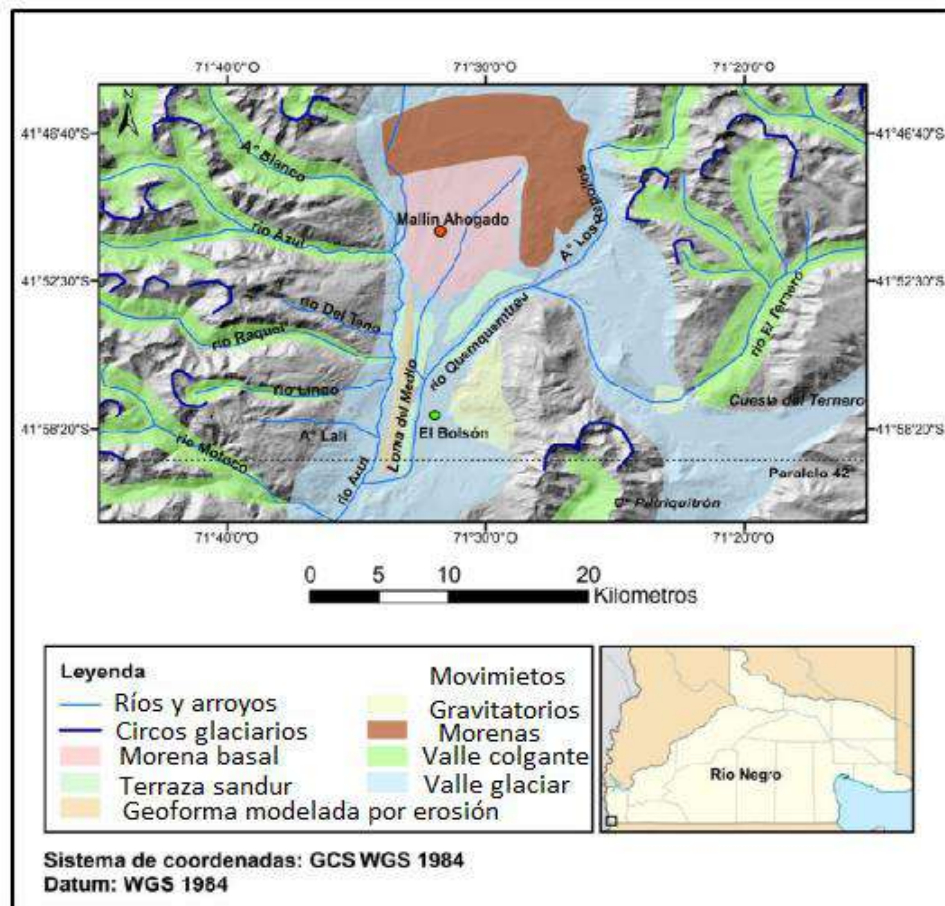 71°40'0"O 71°30'0"O 71°20'0"O
41°46'40"S 41°46'40"S
N
A° Blanco
Mallín Ahogado
A° Los Repollos
río Azul
41°52'30"S 41°52'30"S
río Del Teno
río Raquel
río Lindo
río Quemquemtreu
río El Ternero
Loma del Medio
Cuesta del Ternero
El Bolsón
A° Lali
41°58'20"S 41°58'20"S
río Motoco
río Azul
Paralelo 42°
C° Piltriquitrón
71°40'0"O 71°30'0"O 71°20'0"O
0 5 10 20
Kilometros
Leyenda
Ríos y arroyos
Circos glaciarios
Morena basal
Terraza sandur
Geoforma modelada por erosión
Movimietos
Gravitatorios
Morenas
Valle colgante
Valle glaciar
Río Negro
Sistema de coordenadas: GCS WGS 1984
Datum: WGS 1984